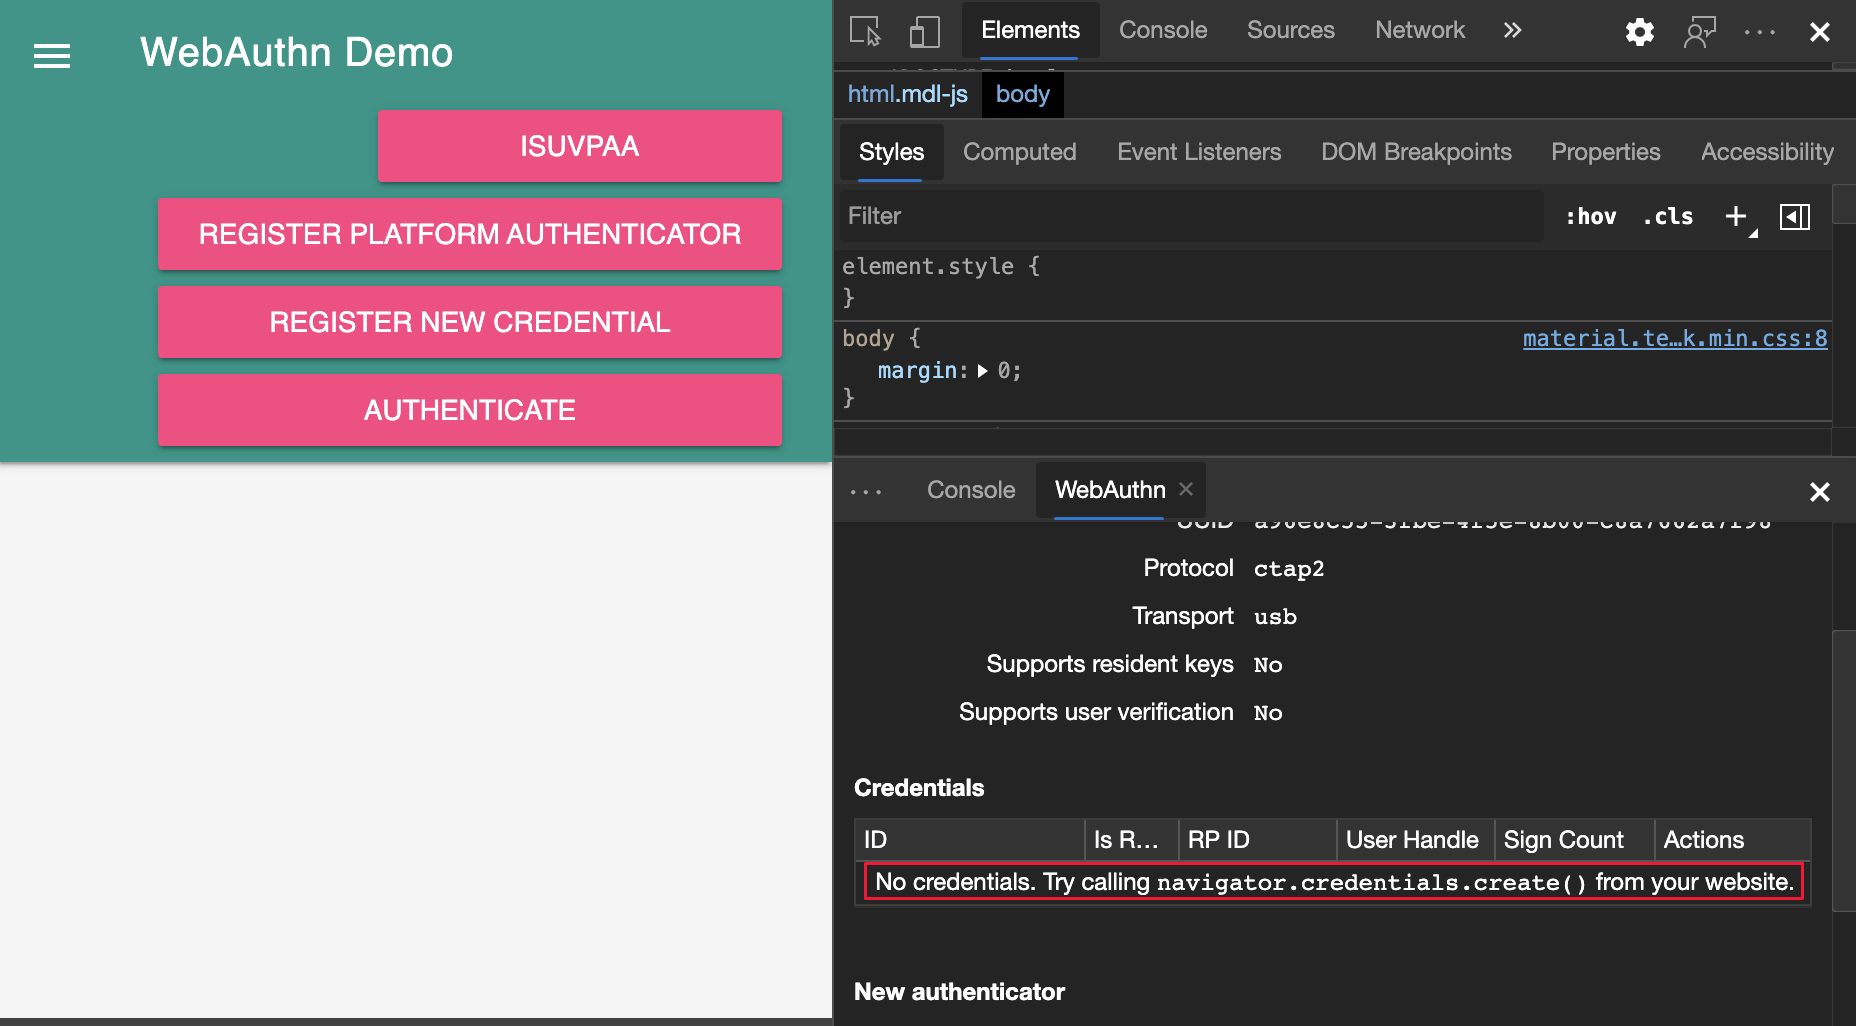 WebAuthn Demo
ISUVPAA
REGISTER PLATFORM AUTHENTICATOR
REGISTER NEW CREDENTIAL
AUTHENTICATE
Elements Console Sources Network »
html.mdl-js body
Styles Computed Event Listeners DOM Breakpoints Properties Accessibility
Filter :hov .cls +
element.style {
}
body { material.te…k.min.css:8
margin: ▶ 0;
}
Console WebAuthn
Protocol ctap2
Transport usb
Supports resident keys No
Supports user verification No
Credentials
ID Is R... RP ID User Handle Sign Count Actions
No credentials. Try calling navigator.credentials.create() from your website.
New authenticator